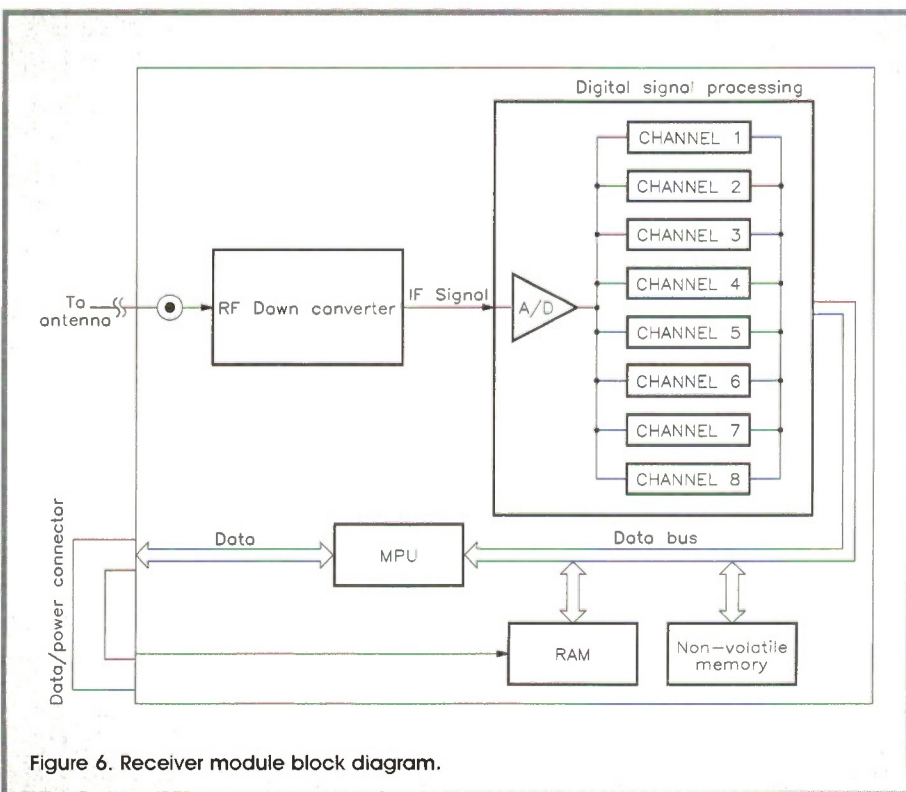 Digital signal processing
CHANNEL 1
CHANNEL 2
CHANNEL 3
CHANNEL 4
CHANNEL 5
CHANNEL 6
CHANNEL 7
CHANNEL 8
To
antenna
RF Down converter
IF Signal
A/D
Data/power connector
Data
MPU
Data bus
RAM
Non-volatile
memory
Figure 6. Receiver module block diagram.